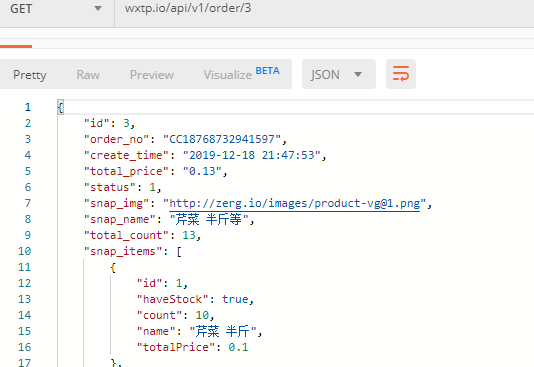 GET wxtp.io/api/v1/order/3
Pretty Raw Preview Visualize BETA JSON
1 {
2 "id": 3,
3 "order_no": "CC18768732941597",
4 "create_time": "2019-12-18 21:47:53",
5 "total_price": "0.13",
6 "status": 1,
7 "snap_img": "http://zerg.io/images/product-vg@1.png",
8 "snap_name": "芹菜 半斤等",
9 "total_count": 13,
10 "snap_items": [
11 {
12 "id": 1,
13 "haveStock": true,
14 "count": 10,
15 "name": "芹菜 半斤",
16 "totalPrice": 0.1
17 },